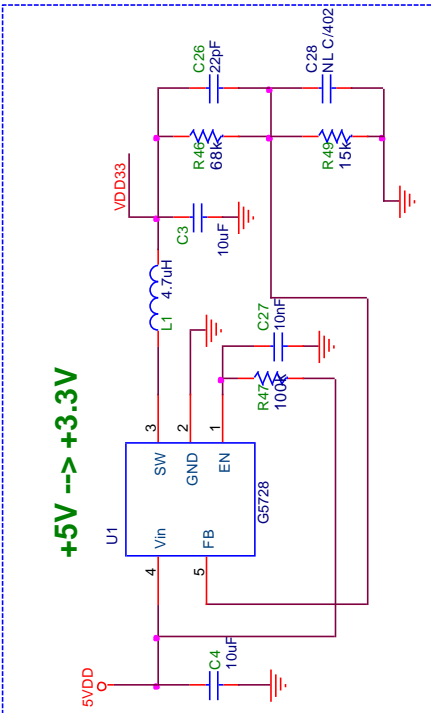 +5V --> +3.3V
5VDD
C4
10uF
U1
4
Vin
5
FB
G5728
SW
3
GND
2
EN
1
L1
4.7uH
VDD33
C3
10uF
R47
100k
C27
10nF
C26
22pF
R46
68k
C28
NL C/402
R49
15k